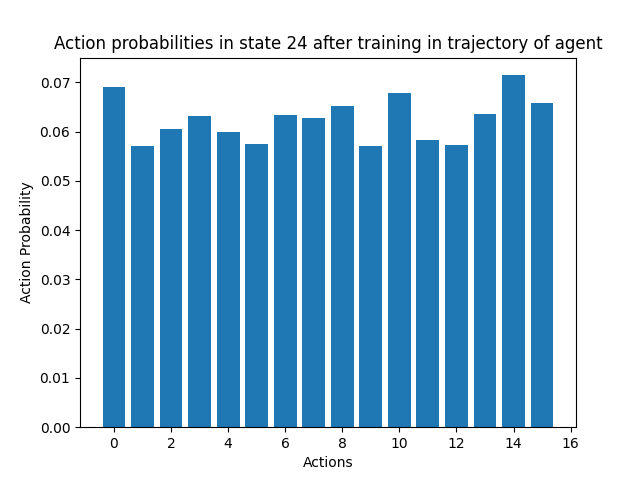 Action probabilities in state 24 after training in trajectory of agent
0.07
0.06
0.05
0.04
0.03
0.02
0.01
0.00
Action Probability
0 2 4 6 8 10 12 14 16
Actions